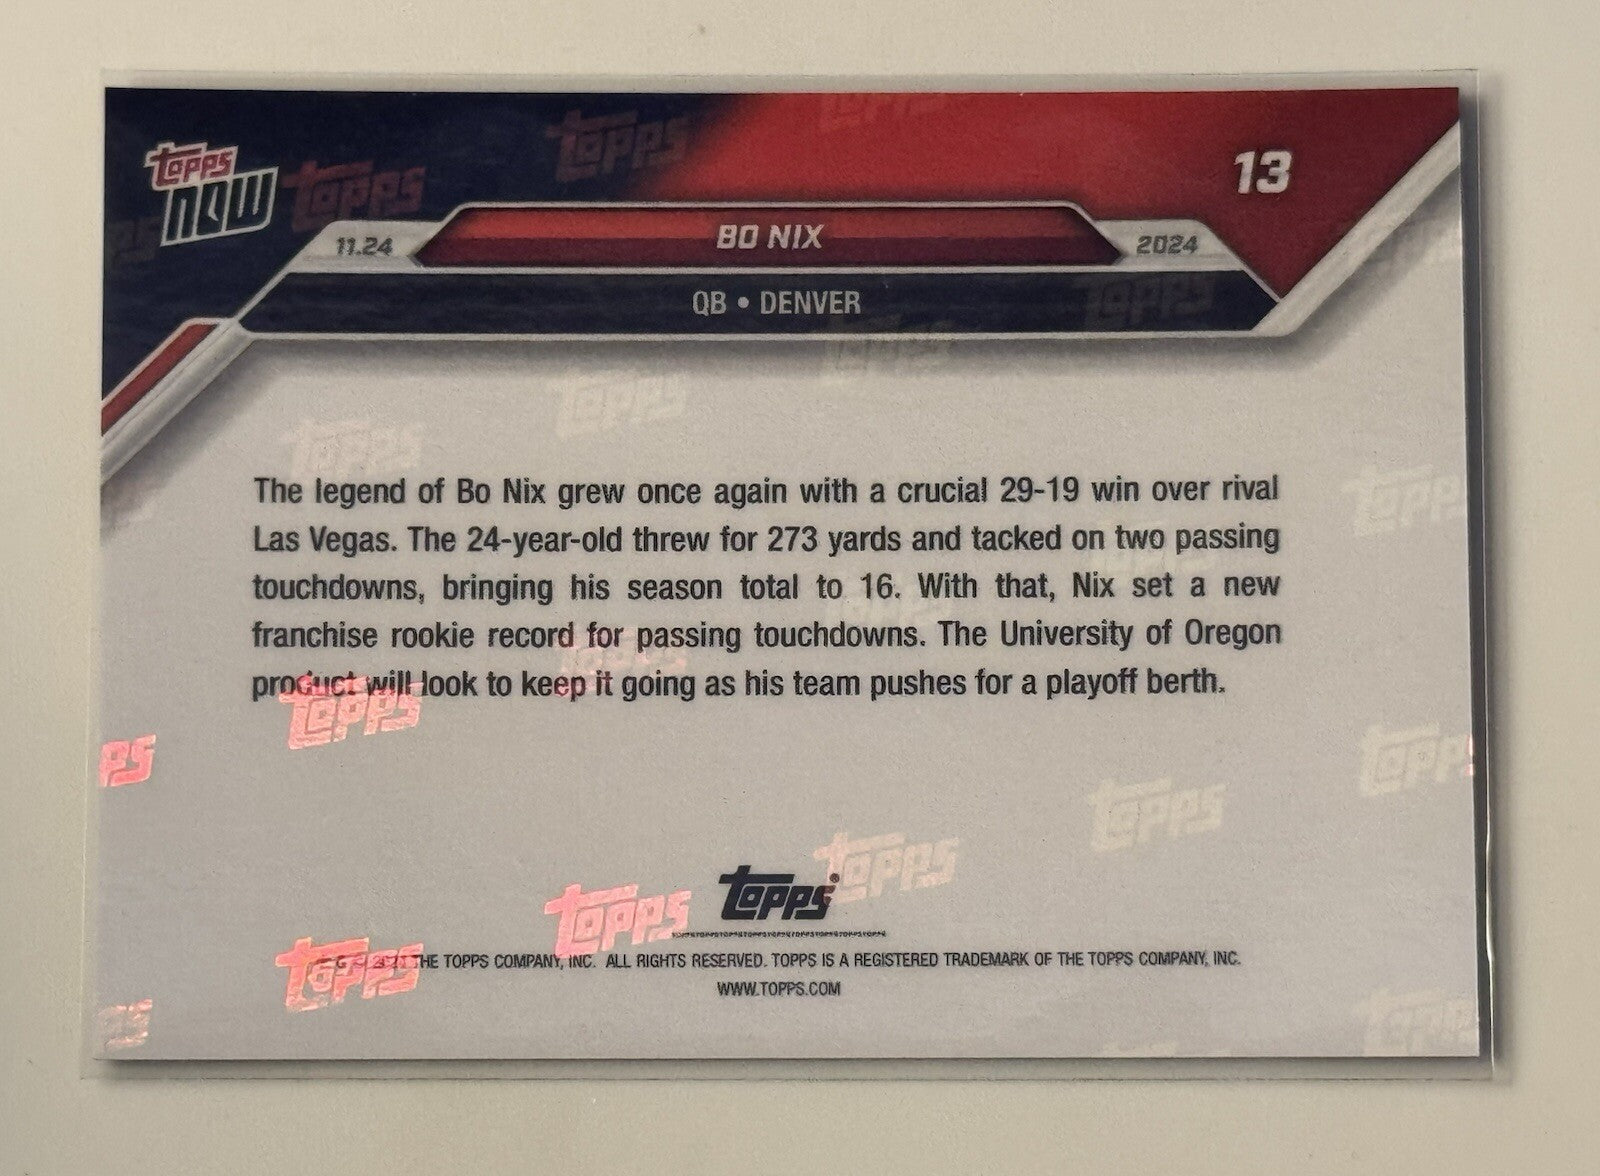 topps now
13
11.24 BO NIX 2024
QB • DENVER
The legend of Bo Nix grew once again with a crucial 29-19 win over rival
Las Vegas. The 24-year-old threw for 273 yards and tacked on two passing
touchdowns, bringing his season total to 16. With that, Nix set a new
franchise rookie record for passing touchdowns. The University of Oregon
product will look to keep it going as his team pushes for a playoff berth.
topps®
THE TOPPS COMPANY, INC. ALL RIGHTS RESERVED. TOPPS IS A REGISTERED TRADEMARK OF THE TOPPS COMPANY, INC.
WWW.TOPPS.COM